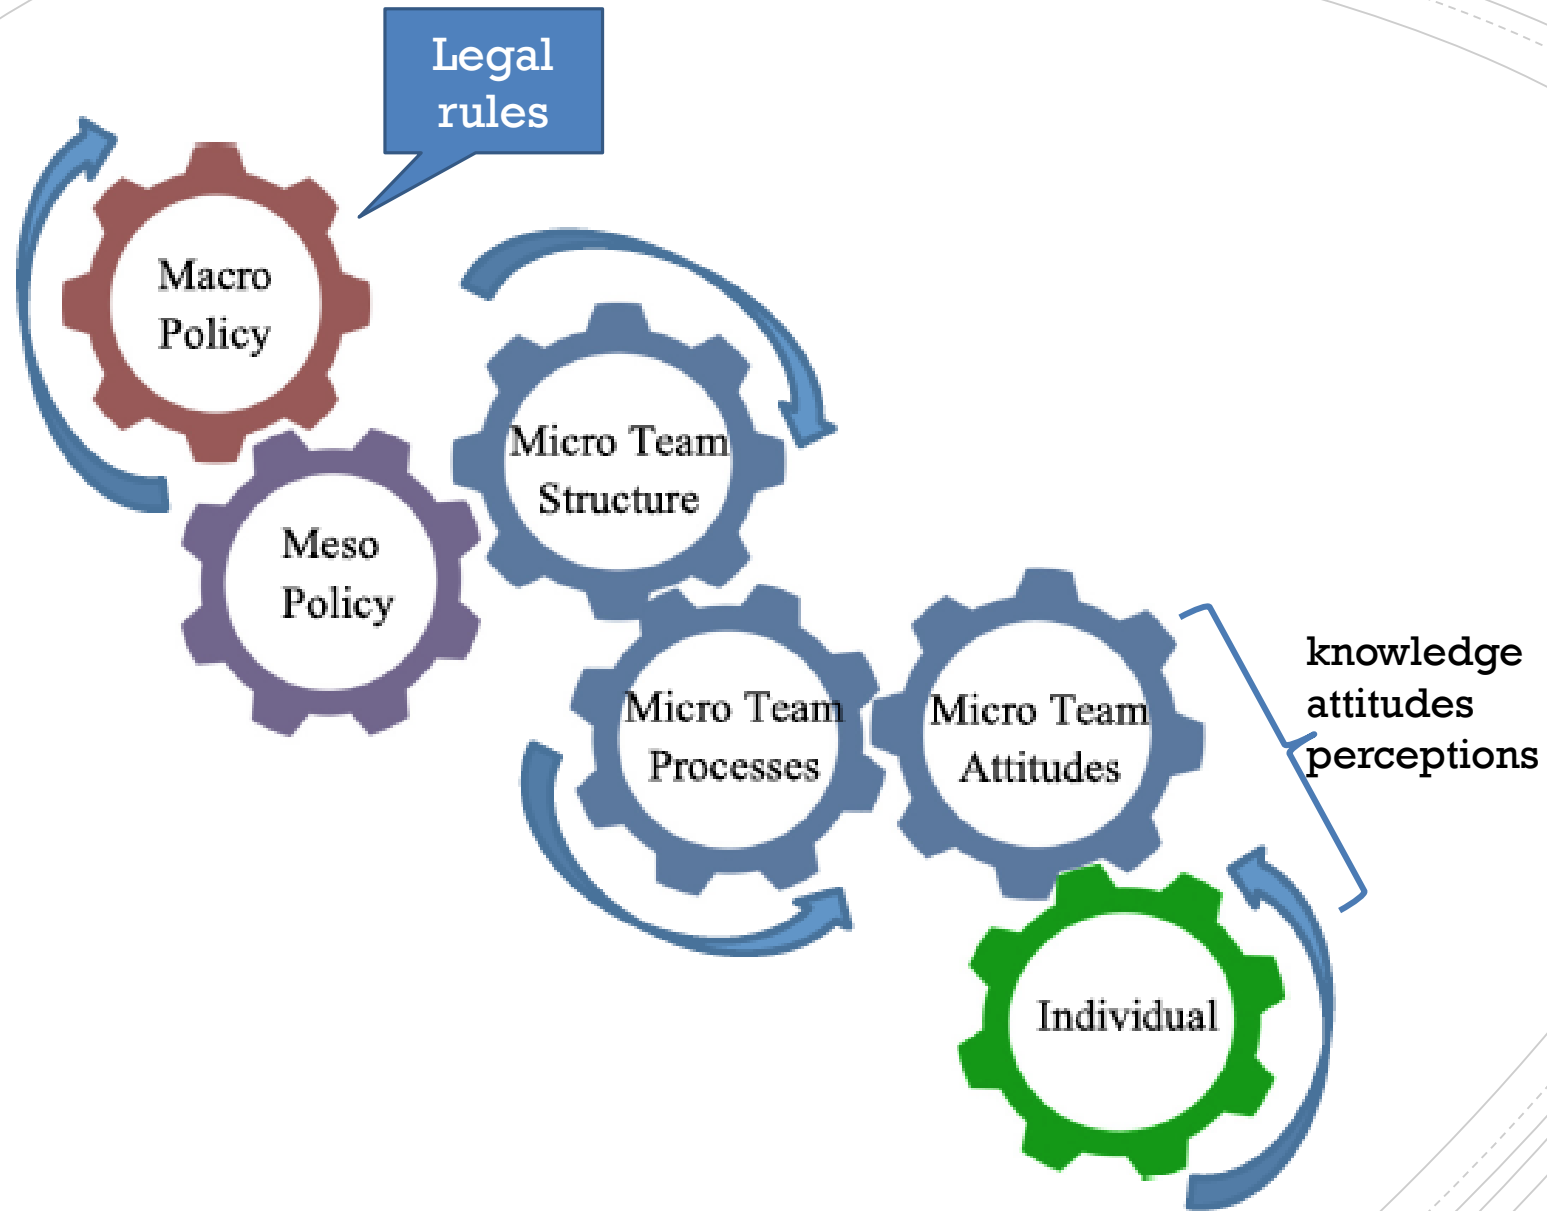 Legal
rules
Macro
Policy
Micro Team
Structure
Meso
Policy
Micro Team
Processes
Micro Team
Attitudes
knowledge
attitudes
perceptions
Individual